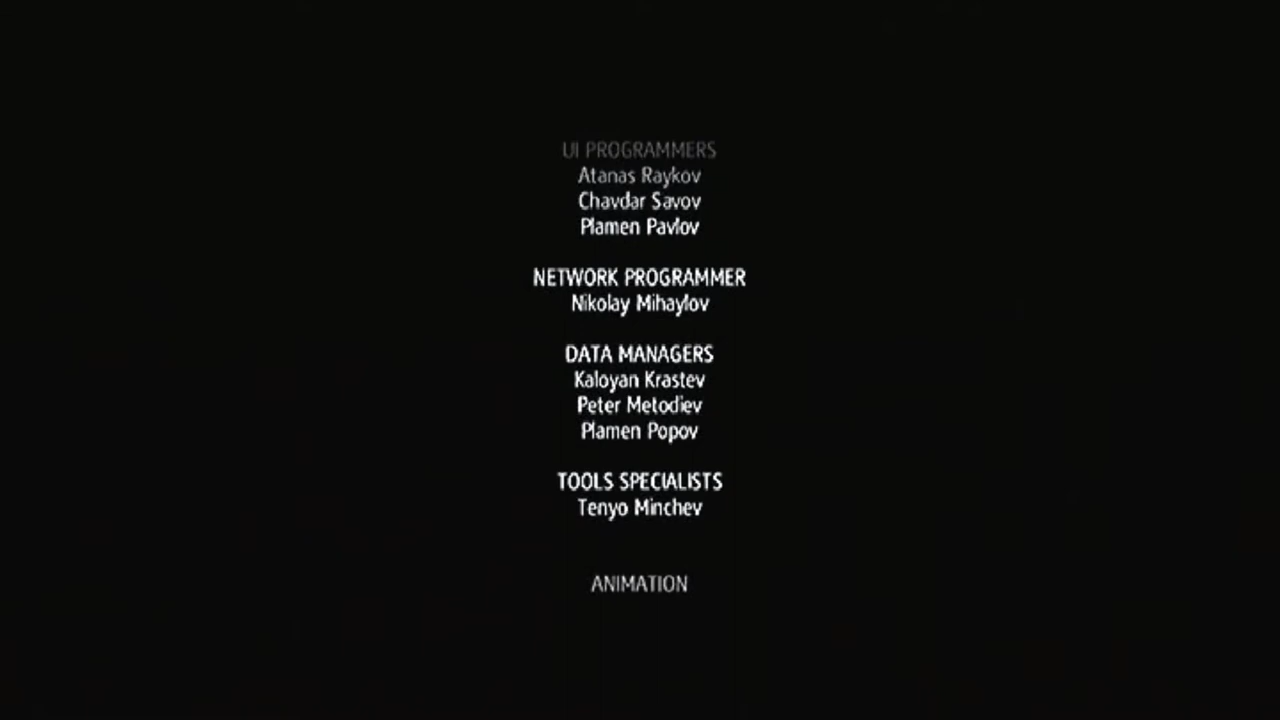 UI PROGRAMMERS
Atanas Raykov
Chavdar Savov
Plamen Pavlov
NETWORK PROGRAMMER
Nikolay Mihaylov
DATA MANAGERS
Kaloyan Krastev
Peter Metodiev
Plamen Popov
TOOLS SPECIALISTS
Tenyo Minchev
ANIMATION